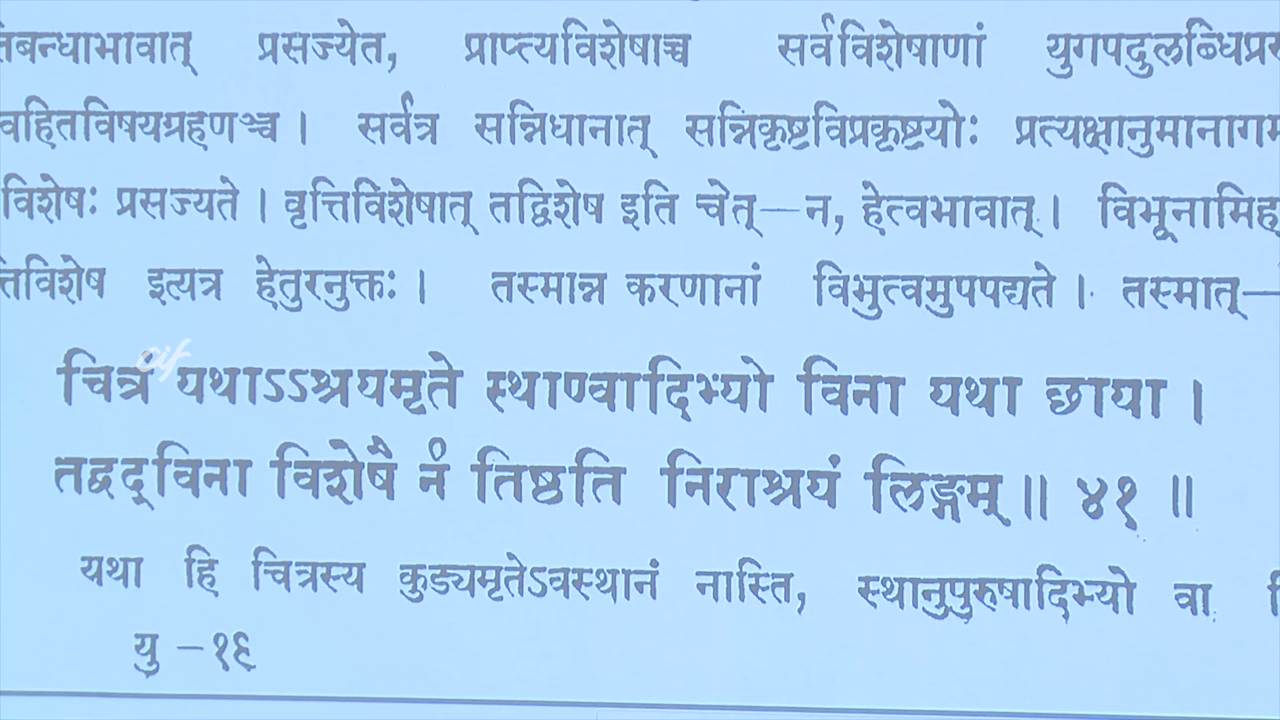 तिबन्धाभावात् प्रसज्येत, प्राप्त्यविशेषाच्च सर्वविशेषाणां युगपदुलब्धिप्रस
वहितविषयग्रहणञ्च । सर्वत्र सन्निधानात् सन्निकृष्टविप्रकृष्टयोः प्रत्यक्षानुमानागम
विशेषः प्रसज्यते । वृत्तिविशेषात् तद्विशेष इति चेत्—न, हेत्वभावात् । विभूनामिह
त्तिविशेष इत्यत्र हेतुरनुक्तः । तस्मान्न करणानां विभुत्वमुपपद्यते । तस्मात्—
cif
चित्रं यथाऽऽश्रयमृते स्थाण्वादिभ्यो विना यथा छाया ।
तद्वद्विना विशेषै र्न तिष्ठति निराश्रयं लिङ्गम् ॥ ४१ ॥
यथा हि चित्रस्य कुड्यमृतेऽवस्थानं नास्ति, स्थानुपुरुषादिभ्यो वा
यु –१९